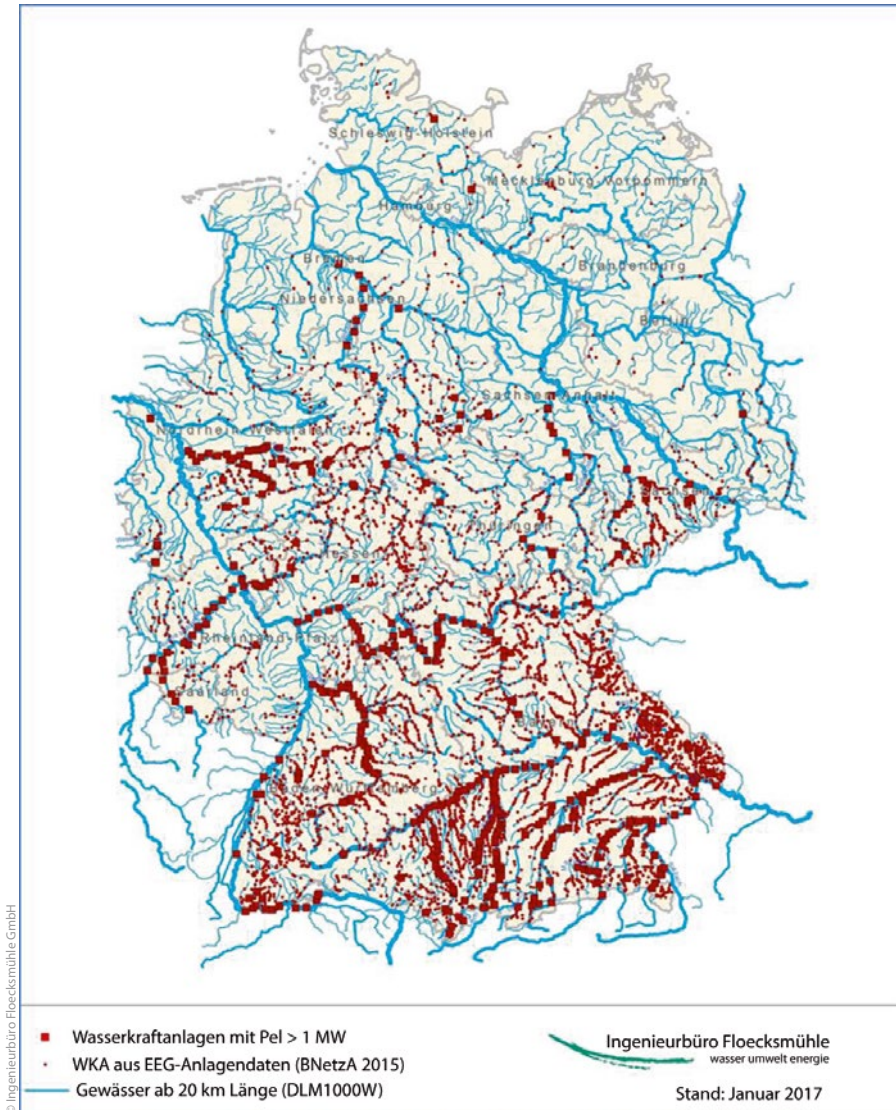 Schleswig-Holstein
Mecklenburg-Vorpommern
Hamburg
Bremen
Brandenburg
Niedersachsen
Berlin
Sachsen-Anhalt
Nordrhein-Westfalen
Sachsen
Thüringen
Hessen
Rheinland-Pfalz
Saarland
Bayern
Baden-Württemberg
© Ingenieurbüro Floecksmühle GmbH
Wasserkraftanlagen mit Pel > 1 MW
WKA aus EEG-Anlagendaten (BNetzA 2015)
Gewässer ab 20 km Länge (DLM1000W)
Ingenieurbüro Floecksmühle
wasser umwelt energie
Stand: Januar 2017